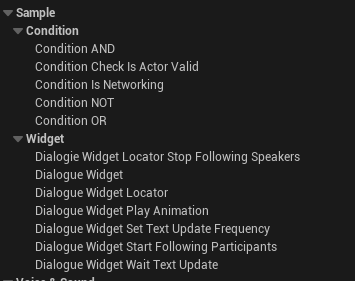 Sample
Condition
Condition AND
Condition Check Is Actor Valid
Condition Is Networking
Condition NOT
Condition OR
Widget
Dialogie Widget Locator Stop Following Speakers
Dialogue Widget
Dialogue Widget Locator
Dialogue Widget Play Animation
Dialogue Widget Set Text Update Frequency
Dialogue Widget Start Following Participants
Dialogue Widget Wait Text Update
Voice & Sound